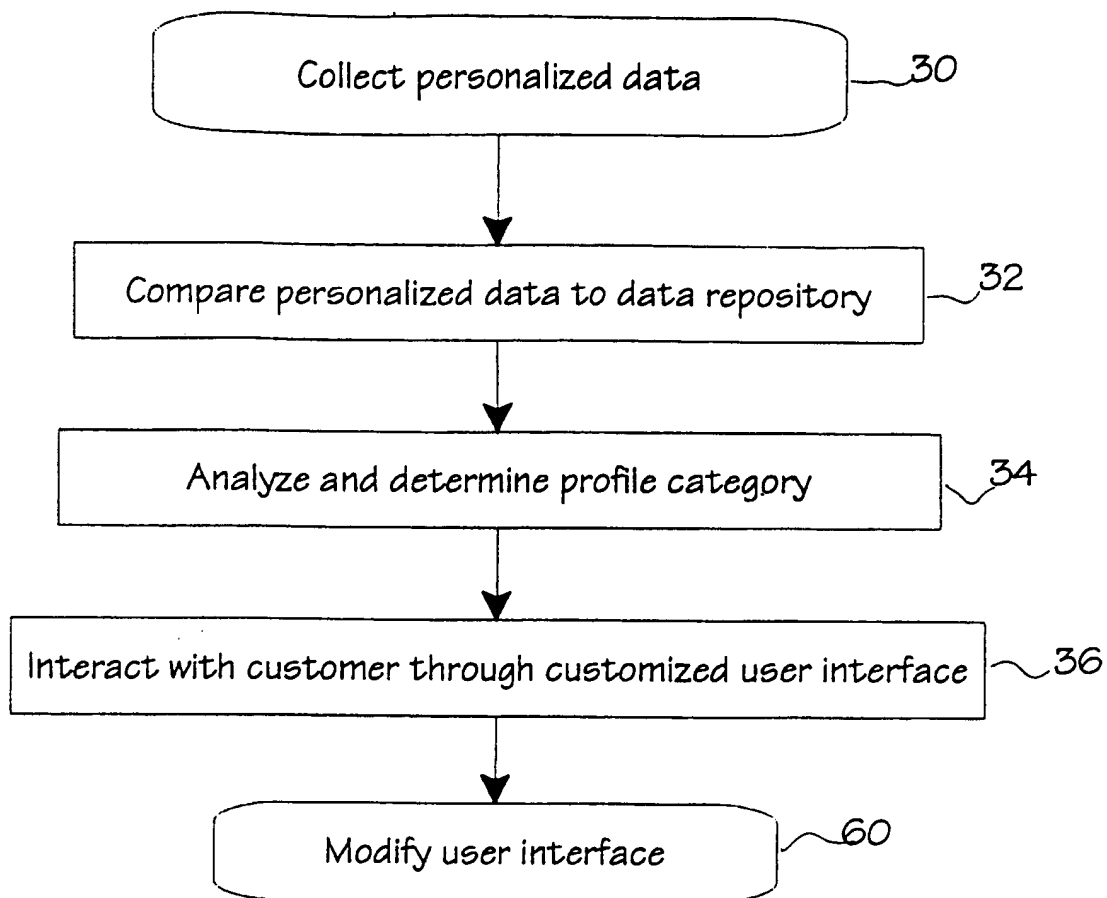 Collect personalized data
30
Compare personalized data to data repository
32
Analyze and determine profile category
34
Interact with customer through customized user interface
36
Modify user interface
60